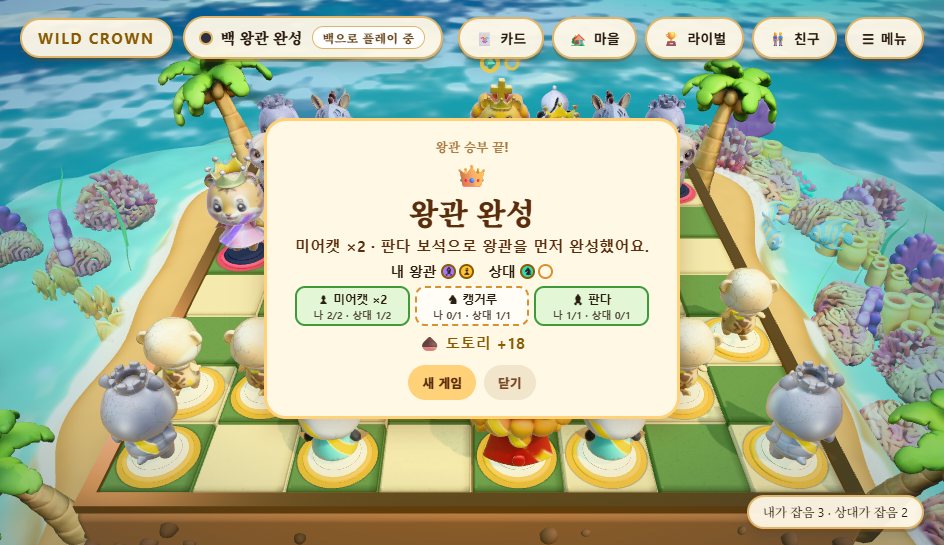 WILD CROWN
백 왕관 완성 백으로 플레이 중
카드
마을
라이벌
친구
☰ 메뉴
왕관 승부 끝!
왕관 완성
미어캣 ×2 · 판다 보석으로 왕관을 먼저 완성했어요.
내 왕관 상대
미어캣 ×2
나 2/2 · 상대 1/2
캥거루
나 0/1 · 상대 1/1
판다
나 1/1 · 상대 0/1
도토리 +18
새 게임
닫기
내가 잡음 3 · 상대가 잡음 2